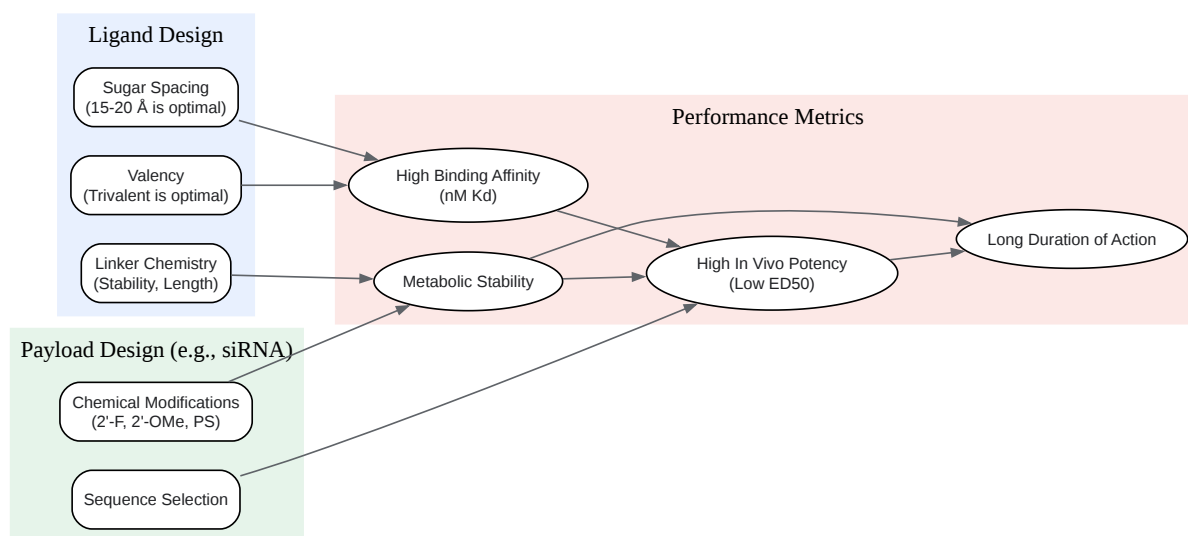 Ligand Design
Sugar Spacing
(15-20 Å is optimal)
Valency
(Trivalent is optimal)
Linker Chemistry
(Stability, Length)
Payload Design (e.g., siRNA)
Chemical Modifications
(2'-F, 2'-OMe, PS)
Sequence Selection
Performance Metrics
High Binding Affinity
(nM Kd)
Metabolic Stability
High In Vivo Potency
(Low ED50)
Long Duration of Action